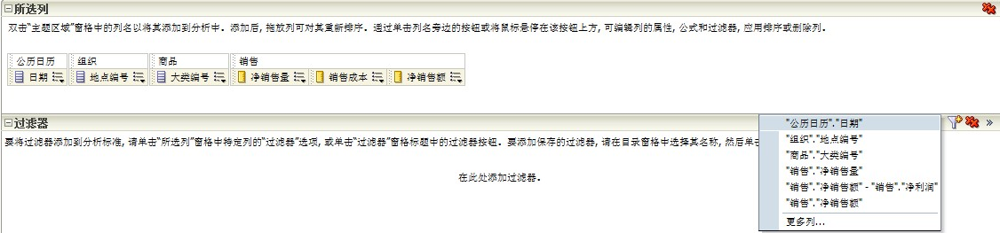 所选列
双击“主题区域”窗格中的列名以将其添加到分析中. 添加后, 拖放列可对其重新排序. 通过单击列名旁边的按钮或将鼠标悬停在该按钮上方, 可编辑列的属性, 公式和过滤器, 应用排序或删除列.
公历日历 组织 商品 销售
日期 地点编号 大类编号 净销售量 销售成本 净销售额
过滤器
要将过滤器添加到分析标准, 请单击“所选列”窗格中特定列的“过滤器”选项, 或单击“过滤器”窗格标题中的过滤器按钮. 要添加保存的过滤器, 请在目录窗格中选择其名称, 然后单击
在此处添加过滤器.
"公历日历"."日期"
"组织"."地点编号"
"商品"."大类编号"
"销售"."净销售量"
"销售"."净销售额" - "销售"."净利润"
"销售"."净销售额"
更多列...